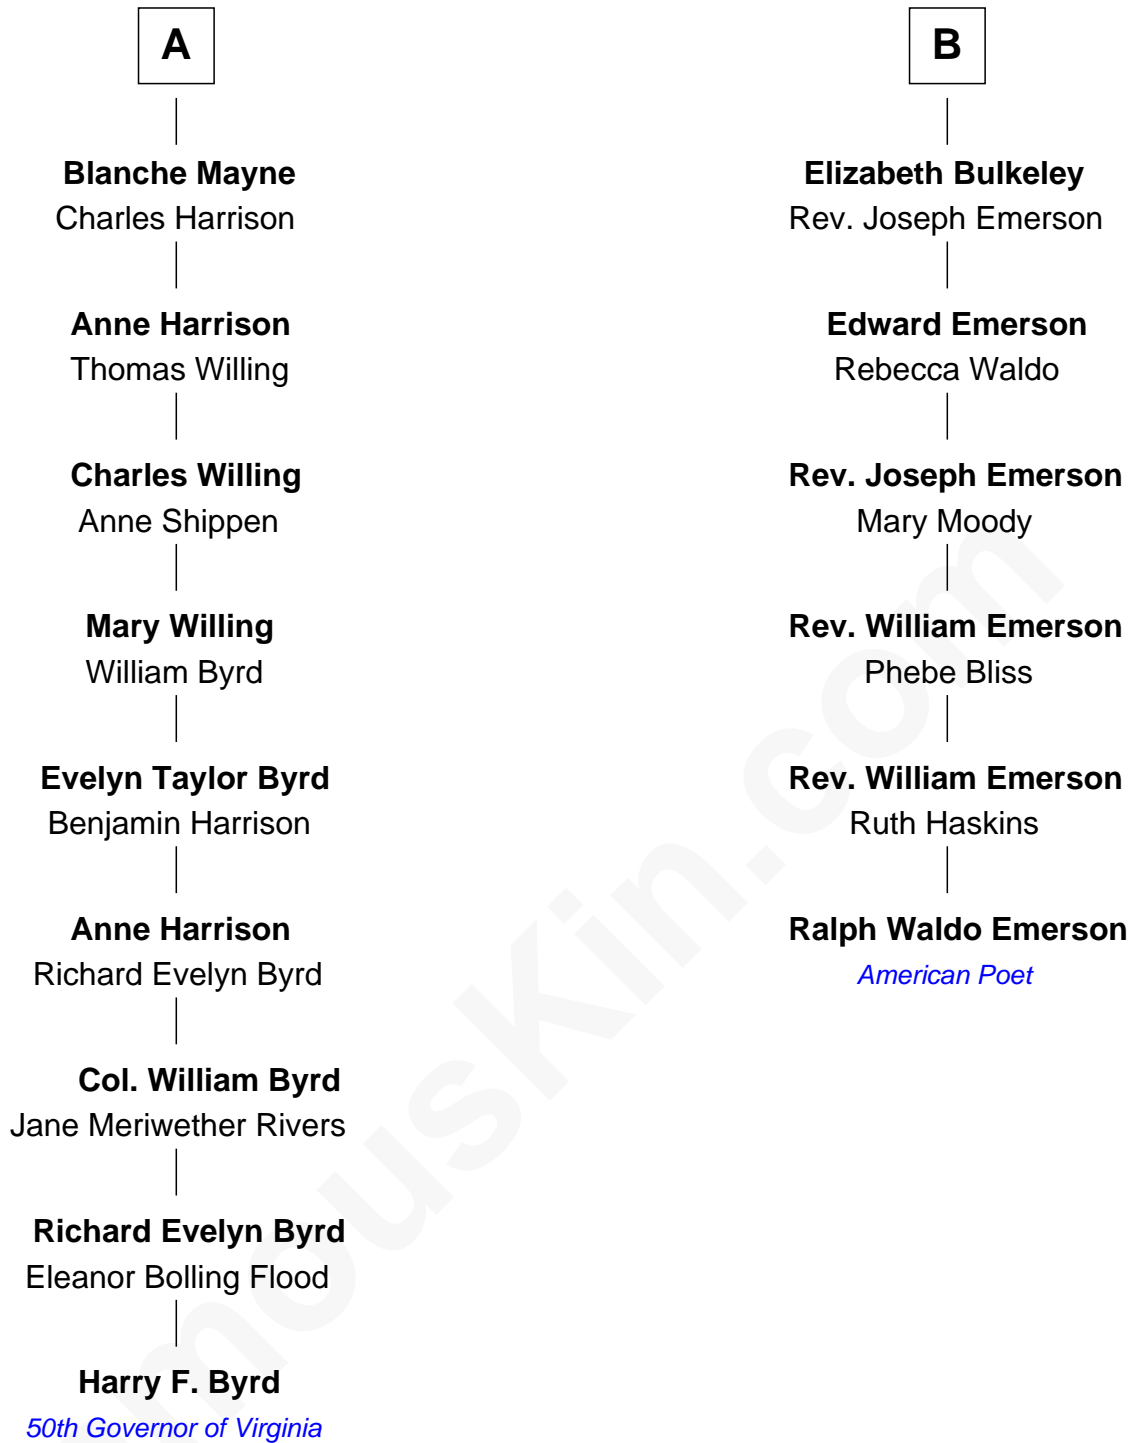 A
Blanche Mayne
Charles Harrison
Anne Harrison
Thomas Willing
Charles Willing
Anne Shippen
Mary Willing
William Byrd
Evelyn Taylor Byrd
Benjamin Harrison
Anne Harrison
Richard Evelyn Byrd
Col. William Byrd
Jane Meriwether Rivers
Richard Evelyn Byrd
Eleanor Bolling Flood
Harry F. Byrd
50th Governor of Virginia
B
Elizabeth Bulkeley
Rev. Joseph Emerson
Edward Emerson
Rebecca Waldo
Rev. Joseph Emerson
Mary Moody
Rev. William Emerson
Phebe Bliss
Rev. William Emerson
Ruth Haskins
Ralph Waldo Emerson
American Poet
mouskin.com